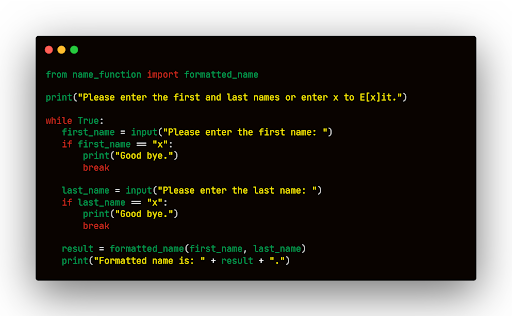 from name_function import formatted_name
print("Please enter the first and last names or enter x to E[x]it.")
while True:
first_name = input("Please enter the first name: ")
if first_name == "x":
print("Good bye.")
break
last_name = input("Please enter the last name: ")
if last_name == "x":
print("Good bye.")
break
result = formatted_name(first_name, last_name)
print("Formatted name is: " + result + ".")